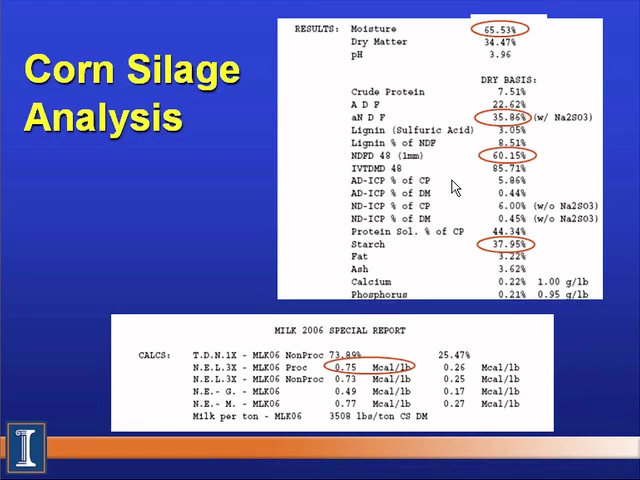 Corn Silage
Analysis
RESULTS: Moisture 65.53%
Dry Matter 34.47%
pH 3.96
DRY BASIS:
Crude Protein 7.51%
A D F 22.62%
aN D F 35.86% (w/ Na2SO3)
Lignin (Sulfuric Acid) 3.05%
Lignin % of NDF 8.51%
NDFD 48 (1mm) 60.15%
IVTDMD 48 85.71%
AD-ICP % of CP 5.86%
AD-ICP % of DM 0.44%
ND-ICP % of CP 6.00% (w/o Na2SO3)
ND-ICP % of DM 0.45% (w/o Na2SO3)
Protein Sol. % of CP 44.34%
Starch 37.95%
Fat 3.22%
Ash 3.62%
Calcium 0.22% 1.00 g/lb
Phosphorus 0.21% 0.95 g/lb
MILK 2006 SPECIAL REPORT
CALCS: T.D.N.1X - MLK06 NonProc 73.89% 25.47%
N.E.L.3X - MLK06 Proc 0.75 Mcal/lb 0.26 Mcal/lb
N.E.L.3X - MLK06 NonProc 0.73 Mcal/lb 0.25 Mcal/lb
N.E.- G. - MLK06 0.49 Mcal/lb 0.17 Mcal/lb
N.E.- M. - MLK06 0.77 Mcal/lb 0.27 Mcal/lb
Milk per ton - MLK06 3508 lbs/ton CS DM
I